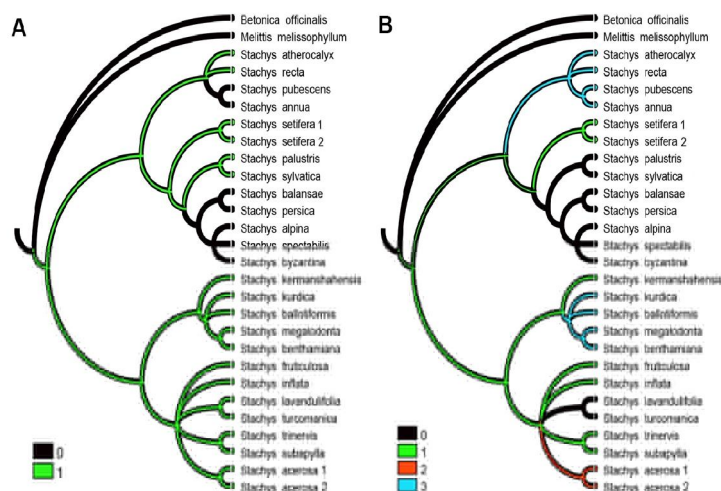 A
Betonica officinalis
Melittis melissophyllum
Stachys atherocalyx
Stachys recta
Stachys pubescens
Stachys annua
Stachys setifera 1
Stachys setifera 2
Stachys palustris
Stachys sylvatica
Stachys balansae
Stachys persica
Stachys alpina
Stachys spectabilis
Stachys byzantina
Stachys kermanshahensis
Stachys kurdica
Stachys ballotiformis
Stachys megalodonta
Stachys benthamiana
Stachys fruticulosa
Stachys inflata
Stachys lavandulifolia
Stachys turcomanica
Stachys trinervis
Stachys subapylla
Stachys acerosa 1
Stachys acerosa 2
0
1
B
Betonica officinalis
Melittis melissophyllum
Stachys atherocalyx
Stachys recta
Stachys pubescens
Stachys annua
Stachys setifera 1
Stachys setifera 2
Stachys palustris
Stachys sylvatica
Stachys balansae
Stachys persica
Stachys alpina
Stachys spectabilis
Stachys byzantina
Stachys kermanshahensis
Stachys kurdica
Stachys ballotiformis
Stachys megalodonta
Stachys benthamiana
Stachys fruticulosa
Stachys inflata
Stachys lavandulifolia
Stachys turcomanica
Stachys trinervis
Stachys subapylla
Stachys acerosa 1
Stachys acerosa 2
0
1
2
3